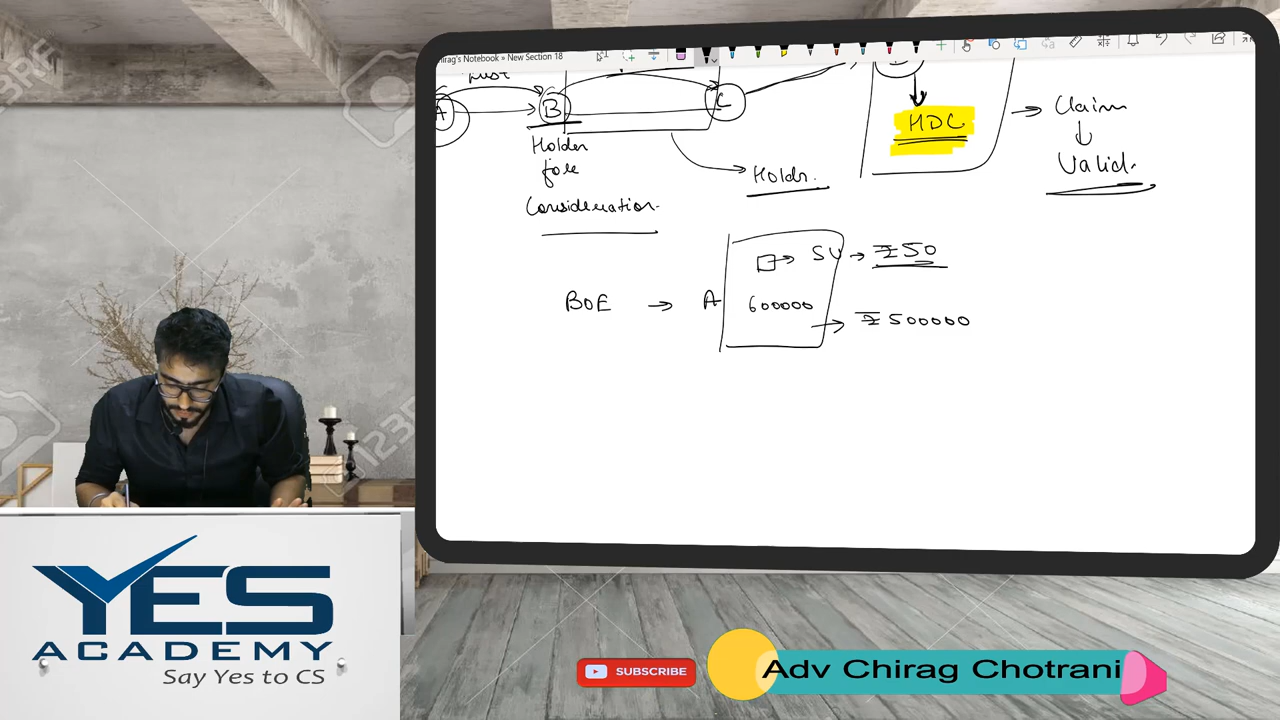 Chirag's Notebook » New Section 18
A
B
C
HDC
Claim
Valid.
Holder
for
Consideration.
Holdr.
SV → ₹50
BOE → A
600000
→ ₹500000
YES
ACADEMY
Say Yes to CS
SUBSCRIBE
Adv Chirag Chotrani